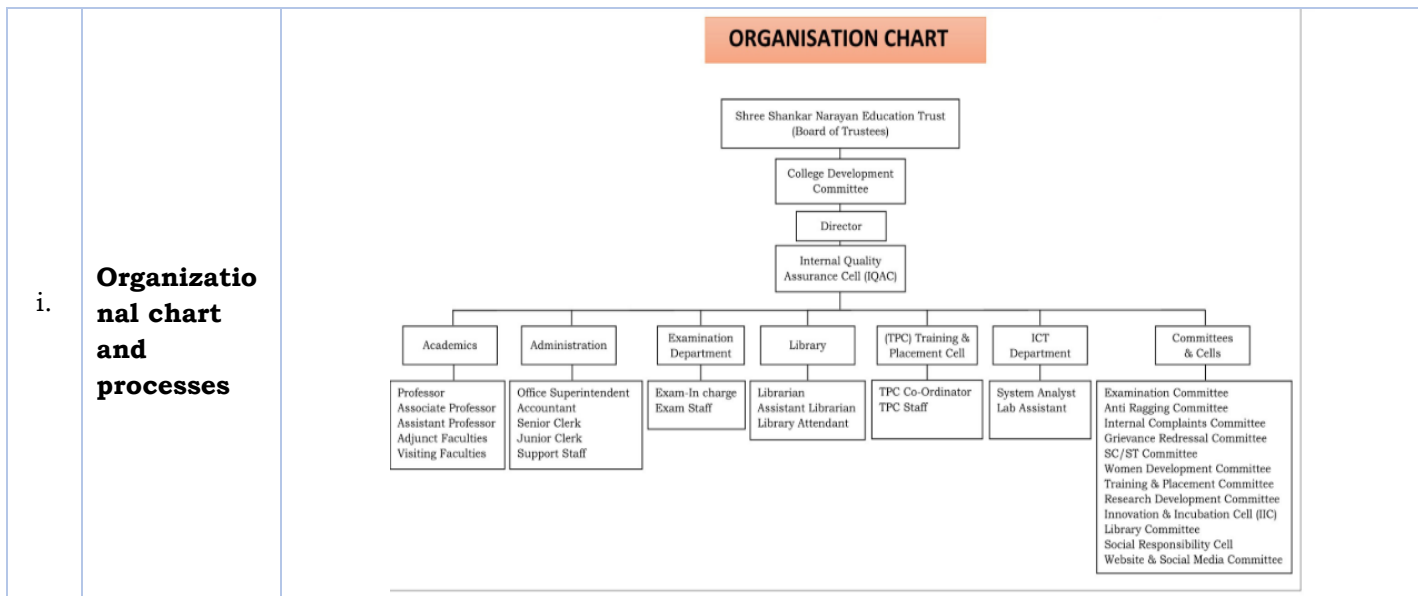 i.
Organizatio
nal chart
and
processes
ORGANISATION CHART
Shree Shankar Narayan Education Trust
(Board of Trustees)
College Development
Committee
Director
Internal Quality
Assurance Cell (IQAC)
Academics
Professor
Associate Professor
Assistant Professor
Adjunct Faculties
Visiting Faculties
Administration
Office Superintendent
Accountant
Senior Clerk
Junior Clerk
Support Staff
Examination
Department
Exam-In charge
Exam Staff
Library
Librarian
Assistant Librarian
Library Attendant
(TPC) Training &
Placement Cell
TPC Co-Ordinator
TPC Staff
ICT
Department
System Analyst
Lab Assistant
Committees
& Cells
Examination Committee
Anti Ragging Committee
Internal Complaints Committee
Grievance Redressal Committee
SC/ST Committee
Women Development Committee
Training & Placement Committee
Research Development Committee
Innovation & Incubation Cell (IIC)
Library Committee
Social Responsibility Cell
Website & Social Media Committee